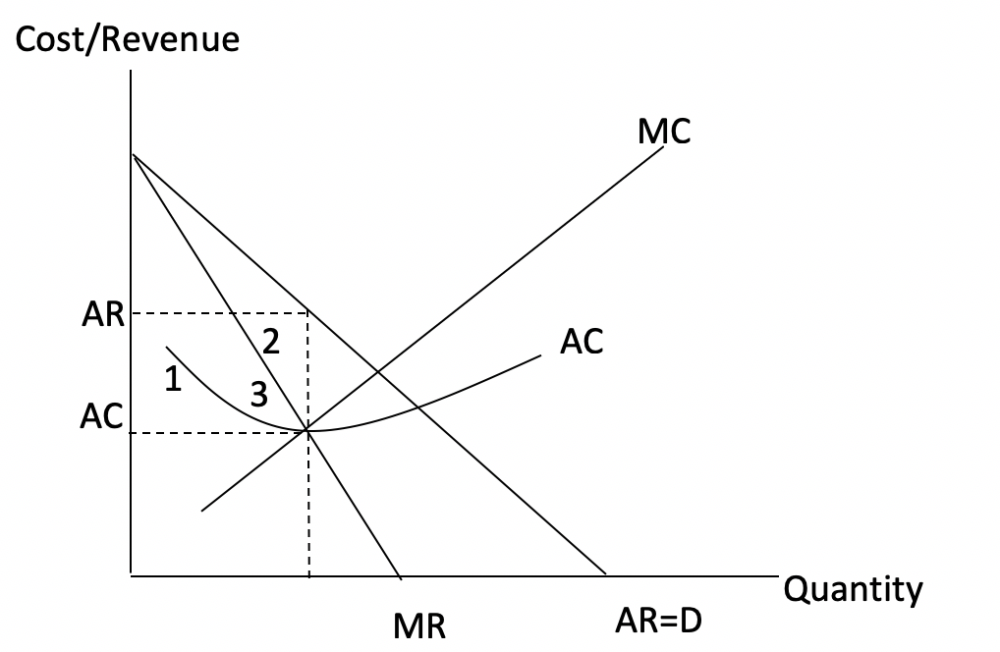 Cost/Revenue
MC
AR
2
AC
1
3
AC
Quantity
MR
AR=D